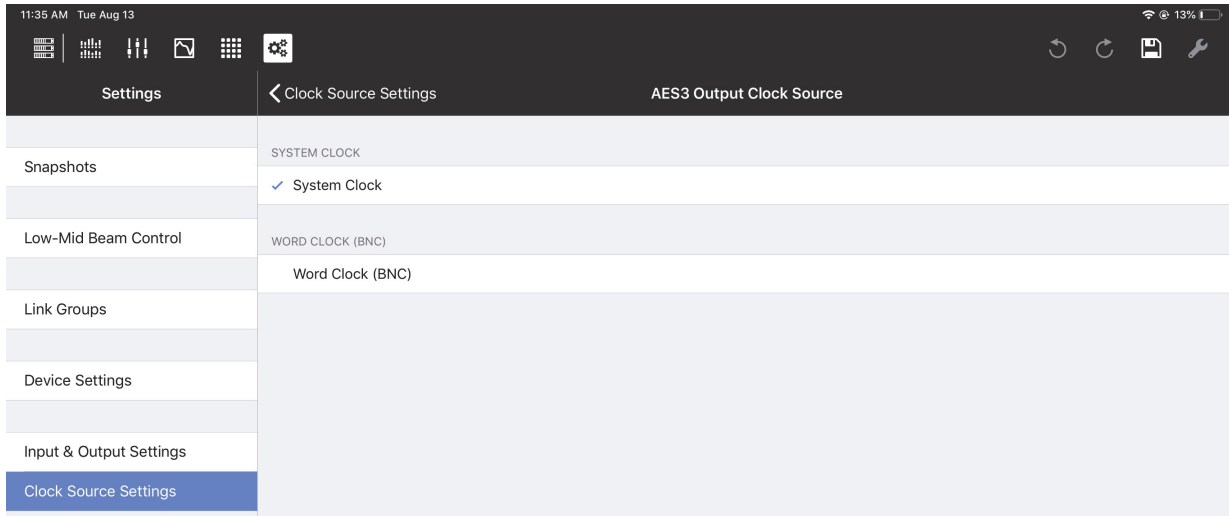 11:35 AM Tue Aug 13
13%
Settings
Clock Source Settings
AES3 Output Clock Source
Snapshots
Low-Mid Beam Control
Link Groups
Device Settings
Input & Output Settings
Clock Source Settings
SYSTEM CLOCK
System Clock
WORD CLOCK (BNC)
Word Clock (BNC)